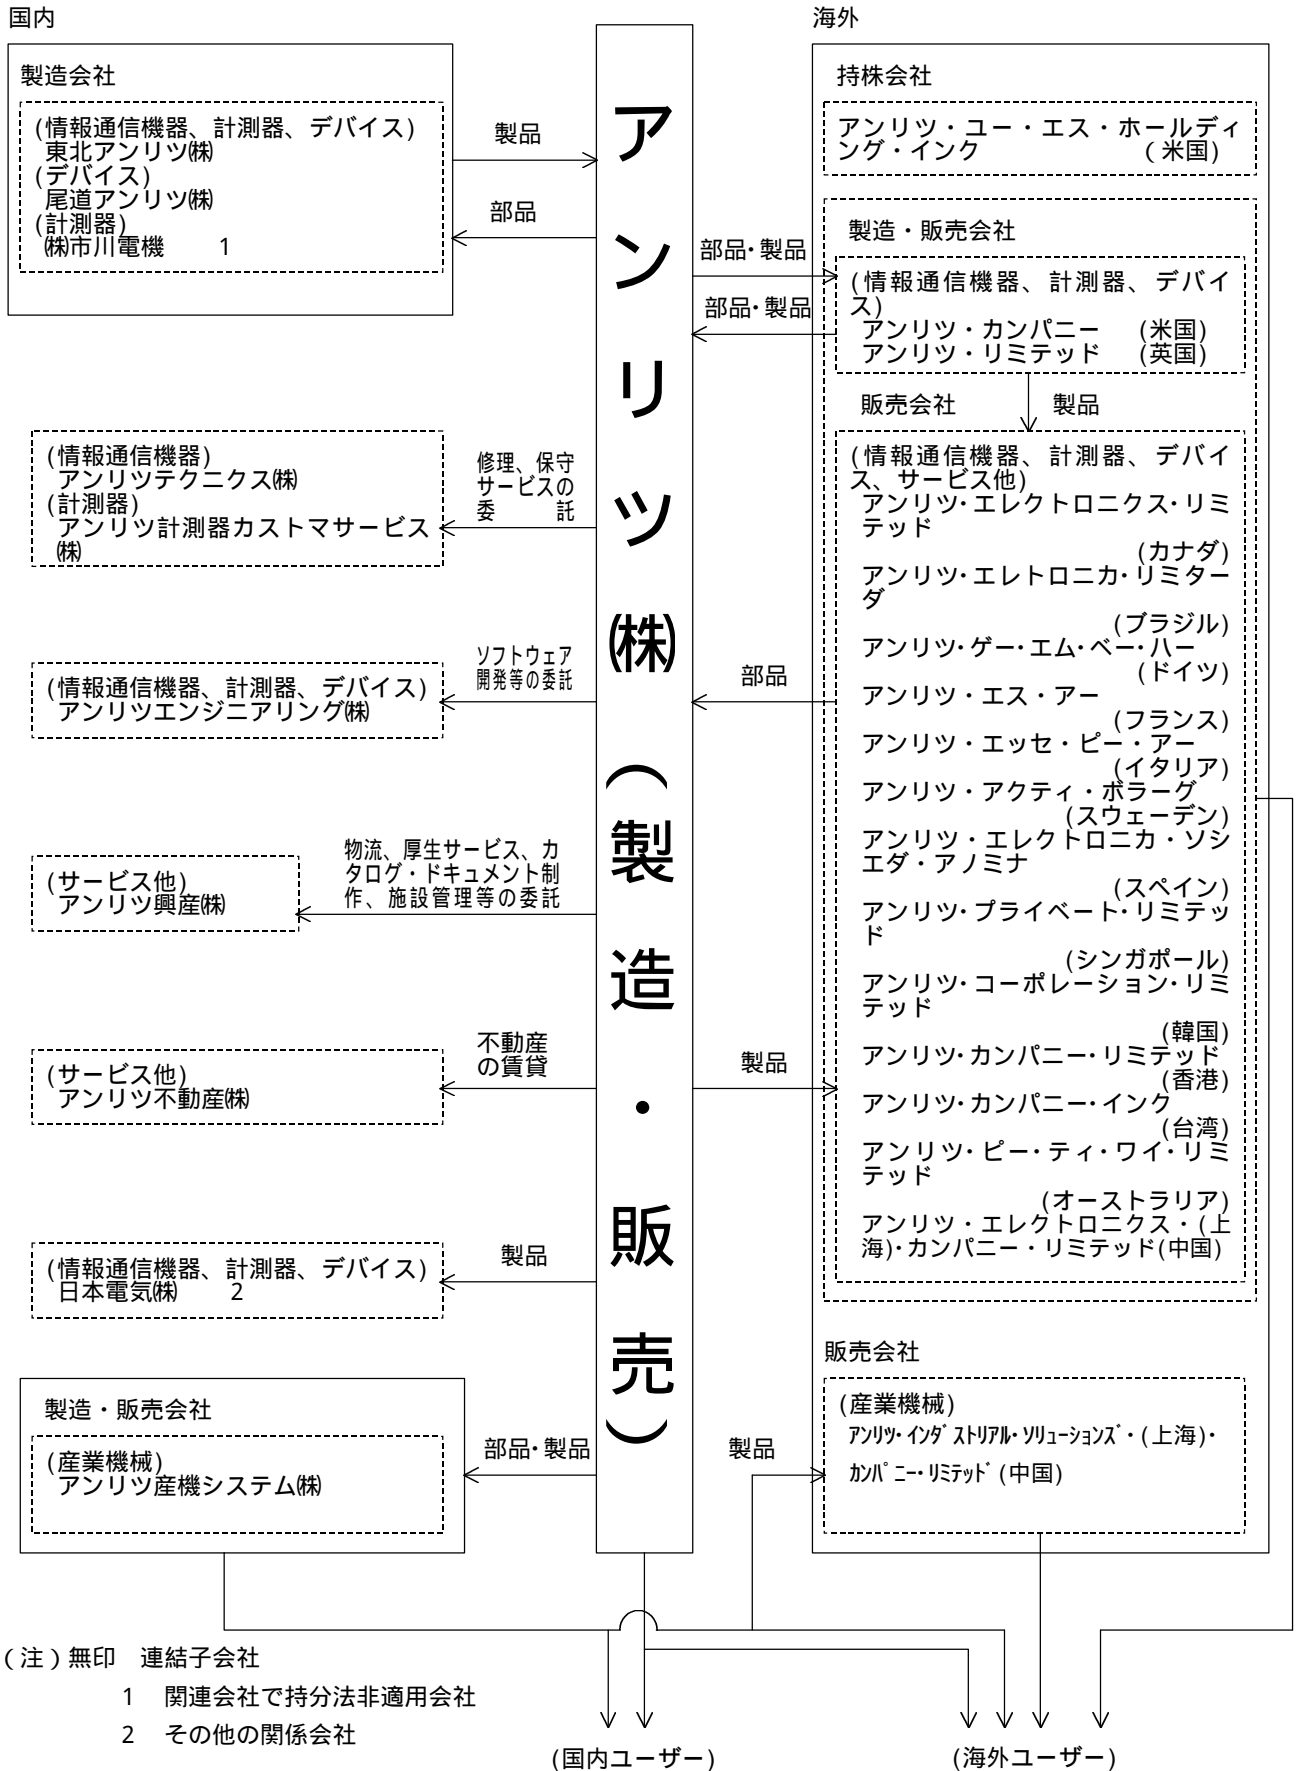 国内
製造会社
(情報通信機器、計測器、デバイス)
東北アンリツ㈱
(デバイス)
尾道アンリツ㈱
(計測器)
㈱市川電機 1
製品
部品
(情報通信機器)
アンリツテクニクス㈱
(計測器)
アンリツ計測器カストマサービス
㈱
修理、保守
サービスの
委 託
(情報通信機器、計測器、デバイス)
アンリツエンジニアリング㈱
ソフトウェア
開発等の委託
(サービス他)
アンリツ興産㈱
物流、厚生サービス、カ
タログ・ドキュメント制
作、施設管理等の委託
(サービス他)
アンリツ不動産㈱
不動産
の賃貸
(情報通信機器、計測器、デバイス)
日本電気㈱ 2
製品
製造・販売会社
(産業機械)
アンリツ産機システム㈱
部品・製品
アンリツ㈱(製造・販売)
海外
持株会社
アンリツ・ユー・エス・ホールディ
ング・インク (米国)
製造・販売会社
部品・製品
部品・製品
(情報通信機器、計測器、デバイ
ス)
アンリツ・カンパニー (米国)
アンリツ・リミテッド (英国)
販売会社
製品
(情報通信機器、計測器、デバイ
ス、サービス他)
アンリツ・エレクトロニクス・リミ
テッド
(カナダ)
アンリツ・エレトロニカ・リミター
ダ
(ブラジル)
アンリツ・ゲー・エム・ベー・ハー
(ドイツ)
アンリツ・エス・アー
(フランス)
アンリツ・エッセ・ピー・アー
(イタリア)
アンリツ・アクティ・ボラーグ
(スウェーデン)
アンリツ・エレクトロニカ・ソシ
エダ・アノミナ
(スペイン)
アンリツ・プライベート・リミテッ
ド
(シンガポール)
アンリツ・コーポレーション・リミ
テッド
(韓国)
アンリツ・カンパニー・リミテッド
(香港)
アンリツ・カンパニー・インク
(台湾)
アンリツ・ピー・ティ・ワイ・リミ
テッド
(オーストラリア)
アンリツ・エレクトロニクス・(上
海)・カンパニー・リミテッド(中国)
部品
製品
販売会社
(産業機械)
ｱﾝﾘﾂ・ｲﾝﾀﾞｽﾄﾘｱﾙ・ｿﾘｭｰｼｮﾝｽﾞ・(上海)・
ｶﾝﾊﾟﾆｰ・ﾘﾐﾃｯﾄﾞ(中国)
製品
(注)無印 連結子会社
1 関連会社で持分法非適用会社
2 その他の関係会社
(国内ユーザー)
(海外ユーザー)